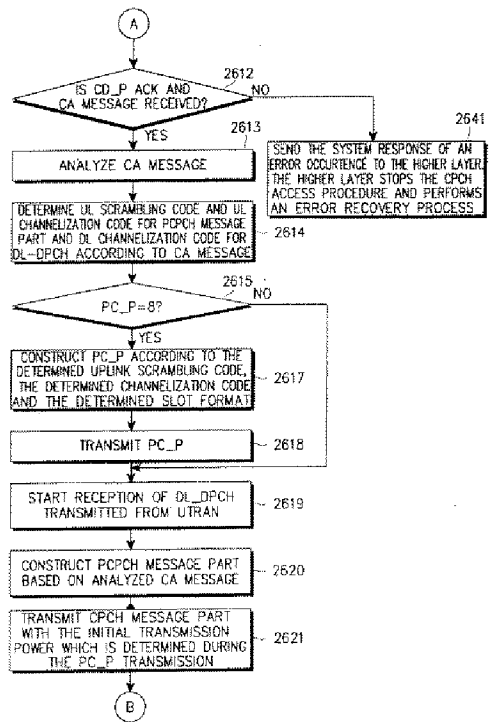 A
IS CD_P ACK AND
CA MESSAGE RECEIVED?
2612
NO
YES
2613
ANALYZE CA MESSAGE
2641
SEND THE SYSTEM RESPONSE OF AN
ERROR OCCURTENCE TO THE HIGHER LAYER.
THE HIGHER LAYER STOPS THE CPCH
ACCESS PROCEDURE AND PERFORMS
AN ERROR RECOVERY PROCESS
DETERMINE UL SCRAMBLING CODE AND UL
CHANNELIZATION CODE FOR PCPCH MESSAGE
PART AND DL CHANNELIZATION CODE FOR
DL-DPCH ACCORDING TO CA MESSAGE
2614
2615
PC_P=8?
NO
YES
CONSTRUCT PC_P ACCORDING TO THE
DETERMINED UPLINK SCRAMBLING CODE,
THE DETERMINED CHANNELIZATION CODE
AND THE DETERMINED SLOT FORMAT
2617
TRANSMIT PC_P
2618
START RECEPTION OF DL_DPCH
TRANSMITTED FROM UTRAN
2619
CONSTRUCT PCPCH MESSAGE PART
BASED ON ANALYZED CA MESSAGE
2620
TRANSMIT CPCH MESSAGE PART
WITH THE INITIAL TRANSMISSION
POWER WHICH IS DETERMINED DURING
THE PC_P TRANSMISSION
2621
B